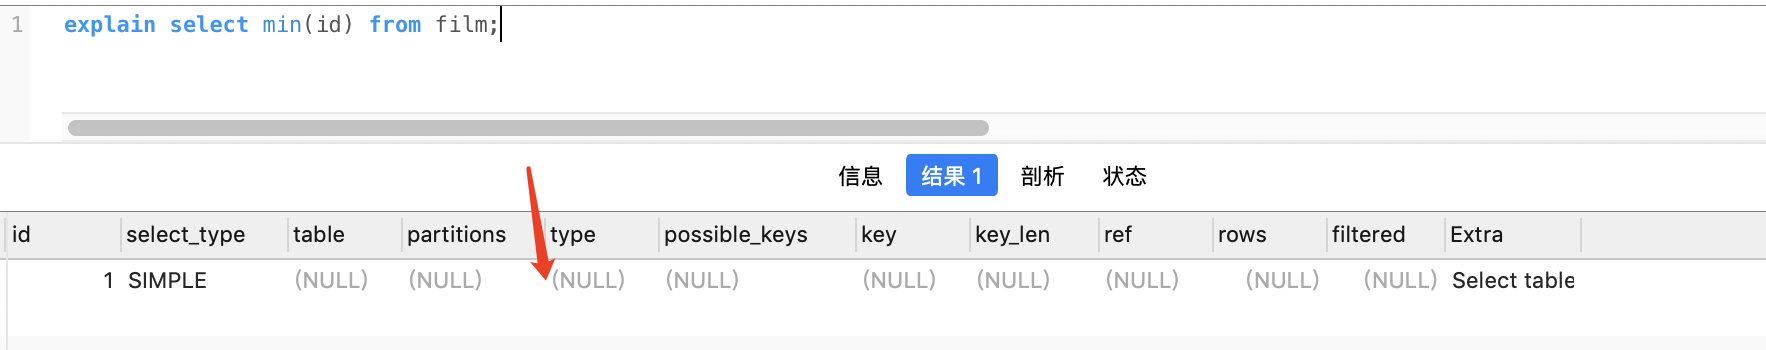 1 explain select min(id) from film;
信息 结果 1 剖析 状态
id select_type table partitions type possible_keys key key_len ref rows filtered Extra
1 SIMPLE (NULL) (NULL) (NULL) (NULL) (NULL) (NULL) (NULL) (NULL) (NULL) Select table